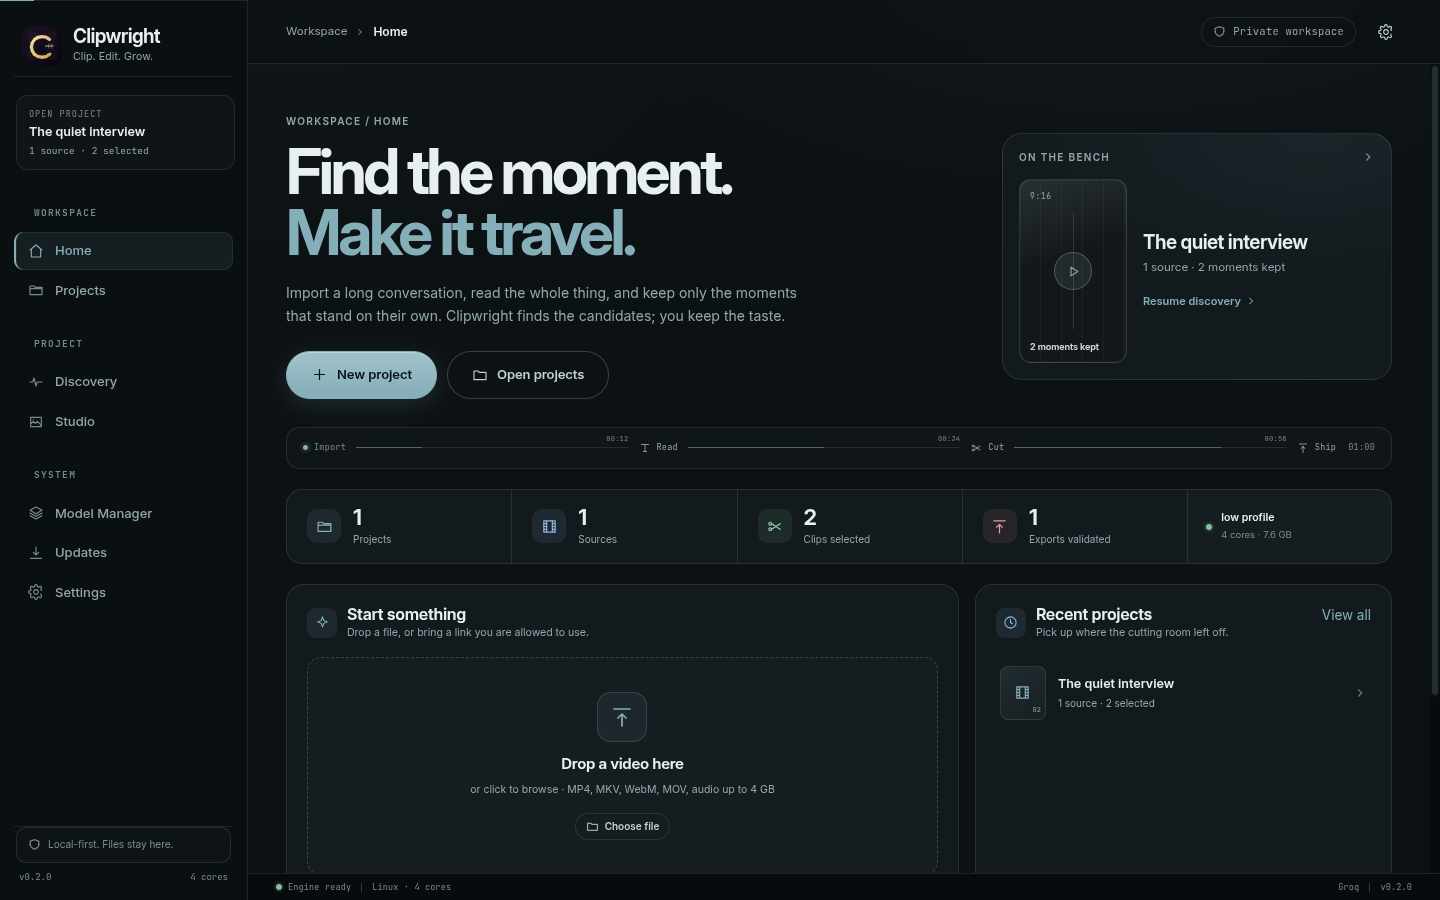 Clipwright
Clip. Edit. Grow.
OPEN PROJECT
The quiet interview
1 source · 2 selected
WORKSPACE
Home
Projects
PROJECT
Discovery
Studio
SYSTEM
Model Manager
Updates
Settings
Local-first. Files stay here.
v0.2.0 4 cores
Workspace › Home
Private workspace
WORKSPACE / HOME
Find the moment.
Make it travel.
Import a long conversation, read the whole thing, and keep only the moments
that stand on their own. Clipwright finds the candidates; you keep the taste.
New project
Open projects
ON THE BENCH
9:16
2 moments kept
The quiet interview
1 source · 2 moments kept
Resume discovery
Import 00:12 Read 00:34 Cut 00:58 Ship 01:00
1
Projects
1
Sources
2
Clips selected
1
Exports validated
low profile
4 cores · 7.6 GB
Start something
Drop a file, or bring a link you are allowed to use.
Drop a video here
or click to browse · MP4, MKV, WebM, MOV, audio up to 4 GB
Choose file
Recent projects
View all
Pick up where the cutting room left off.
02
The quiet interview
1 source · 2 selected
Engine ready | Linux · 4 cores
Groq | v0.2.0